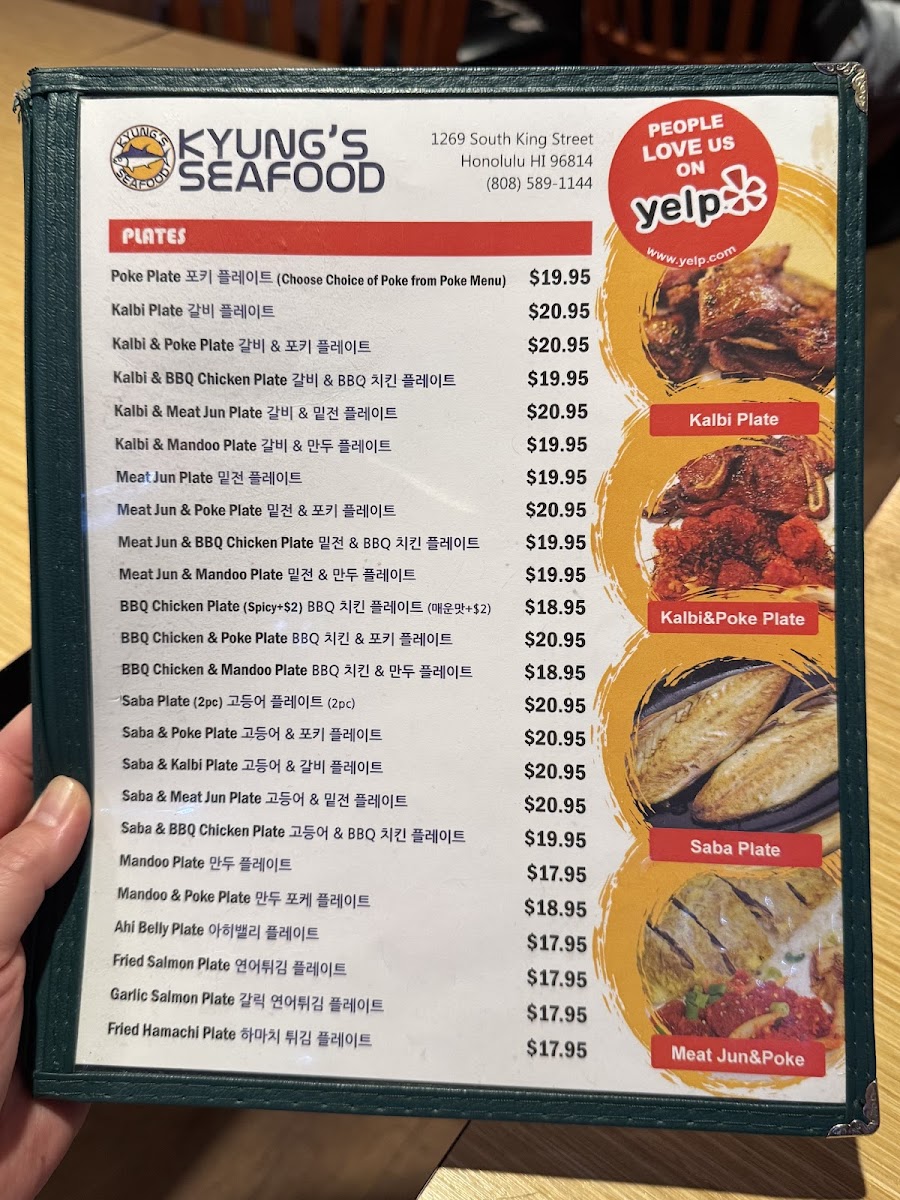 KYUNG'S
SEAFOOD
KYUNG'S
SEAFOOD
1269 South King Street
Honolulu HI 96814
(808) 589-1144
PEOPLE
LOVE US
ON
yelp
www.yelp.com
PLATES
Poke Plate 포키 플레이트 (Choose Choice of Poke from Poke Menu) $19.95
Kalbi Plate 갈비 플레이트 $20.95
Kalbi & Poke Plate 갈비 & 포키 플레이트 $20.95
Kalbi & BBQ Chicken Plate 갈비 & BBQ 치킨 플레이트 $19.95
Kalbi & Meat Jun Plate 갈비 & 밑전 플레이트 $20.95
Kalbi & Mandoo Plate 갈비 & 만두 플레이트 $19.95
Meat Jun Plate 밑전 플레이트 $19.95
Meat Jun & Poke Plate 밑전 & 포키 플레이트 $20.95
Meat Jun & BBQ Chicken Plate 밑전 & BBQ 치킨 플레이트 $19.95
Meat Jun & Mandoo Plate 밑전 & 만두 플레이트 $19.95
BBQ Chicken Plate (Spicy+$2) BBQ 치킨 플레이트 (매운맛+$2) $18.95
BBQ Chicken & Poke Plate BBQ 치킨 & 포키 플레이트 $20.95
BBQ Chicken & Mandoo Plate BBQ 치킨 & 만두 플레이트 $18.95
Saba Plate (2pc) 고등어 플레이트 (2pc) $20.95
Saba & Poke Plate 고등어 & 포키 플레이트 $20.95
Saba & Kalbi Plate 고등어 & 갈비 플레이트 $20.95
Saba & Meat Jun Plate 고등어 & 밑전 플레이트 $20.95
Saba & BBQ Chicken Plate 고등어 & BBQ 치킨 플레이트 $19.95
Mandoo Plate 만두 플레이트 $17.95
Mandoo & Poke Plate 만두 포케 플레이트 $18.95
Ahi Belly Plate 아히밸리 플레이트 $17.95
Fried Salmon Plate 연어튀김 플레이트 $17.95
Garlic Salmon Plate 갈릭 연어튀김 플레이트 $17.95
Fried Hamachi Plate 하마치 튀김 플레이트 $17.95
Kalbi Plate
Kalbi&Poke Plate
Saba Plate
Meat Jun&Poke